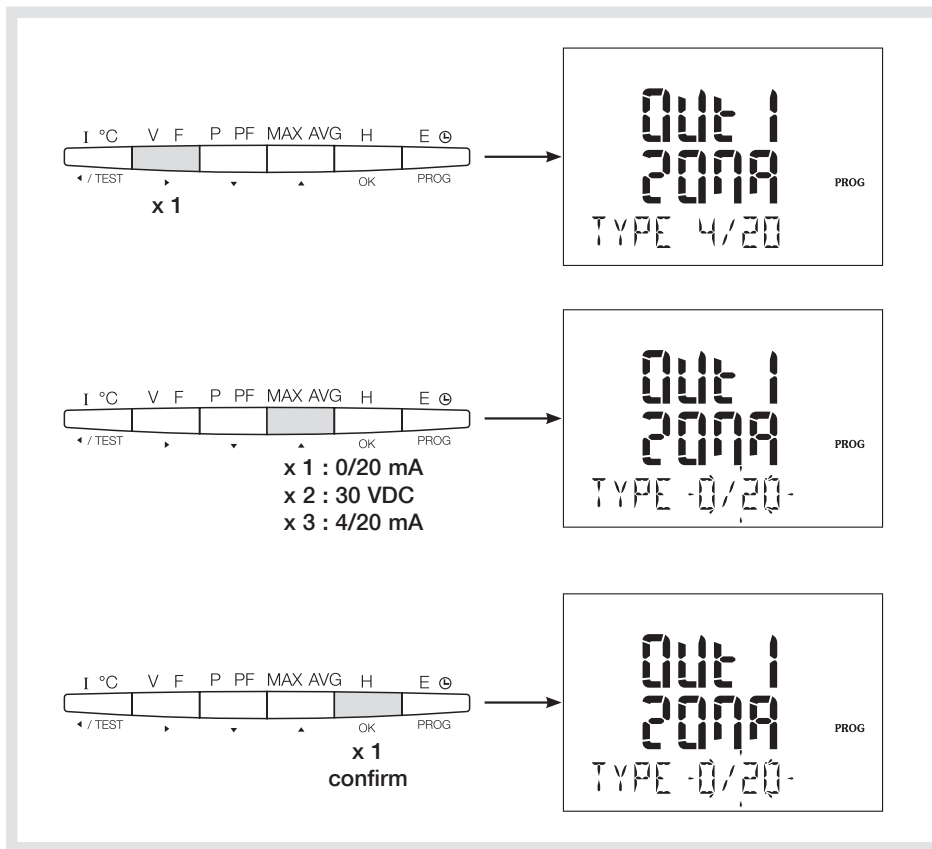 I °C V F P PF MAX AVG H E
/ TEST OK PROG
x 1
OUt 1
20MA
PROG
TYPE 4/20
I °C V F P PF MAX AVG H E
/ TEST OK PROG
x 1 : 0/20 mA
x 2 : 30 VDC
x 3 : 4/20 mA
OUt 1
20MA
PROG
TYPE 0/20
I °C V F P PF MAX AVG H E
/ TEST OK PROG
x 1
confirm
OUt 1
20MA
PROG
TYPE 0/20